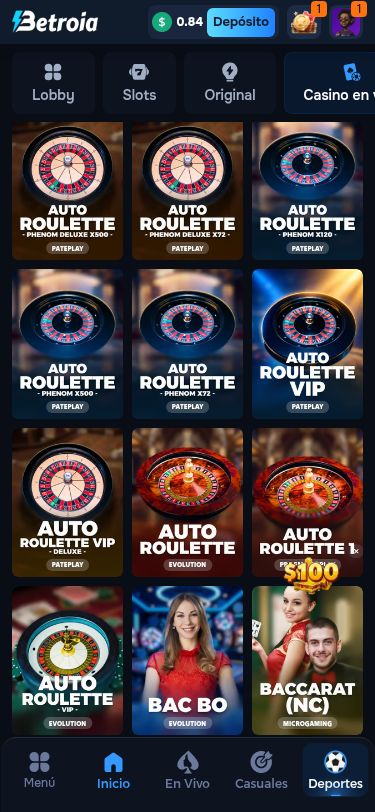 Betroia
$ 0.84 Depósito
1
1
Lobby
Slots
Original
Casino en
AUTO
ROULETTE
- PHENOM DELUXE X500 -
PATEPLAY
AUTO
ROULETTE
- PHENOM DELUXE X72 -
PATEPLAY
AUTO
ROULETTE
- PHENOM X120 -
PATEPLAY
AUTO
ROULETTE
- PHENOM X500 -
PATEPLAY
AUTO
ROULETTE
- PHENOM X72 -
PATEPLAY
AUTO
ROULETTE
VIP
PATEPLAY
AUTO
ROULETTE VIP
- DELUXE -
PATEPLAY
AUTO
ROULETTE
EVOLUTION
AUTO
ROULETTE 1
$100
AUTO
ROULETTE
- VIP -
EVOLUTION
BAC BO
EVOLUTION
BACCARAT
(NC)
MICROGAMING
Menú
Inicio
En Vivo
Casuales
Deportes